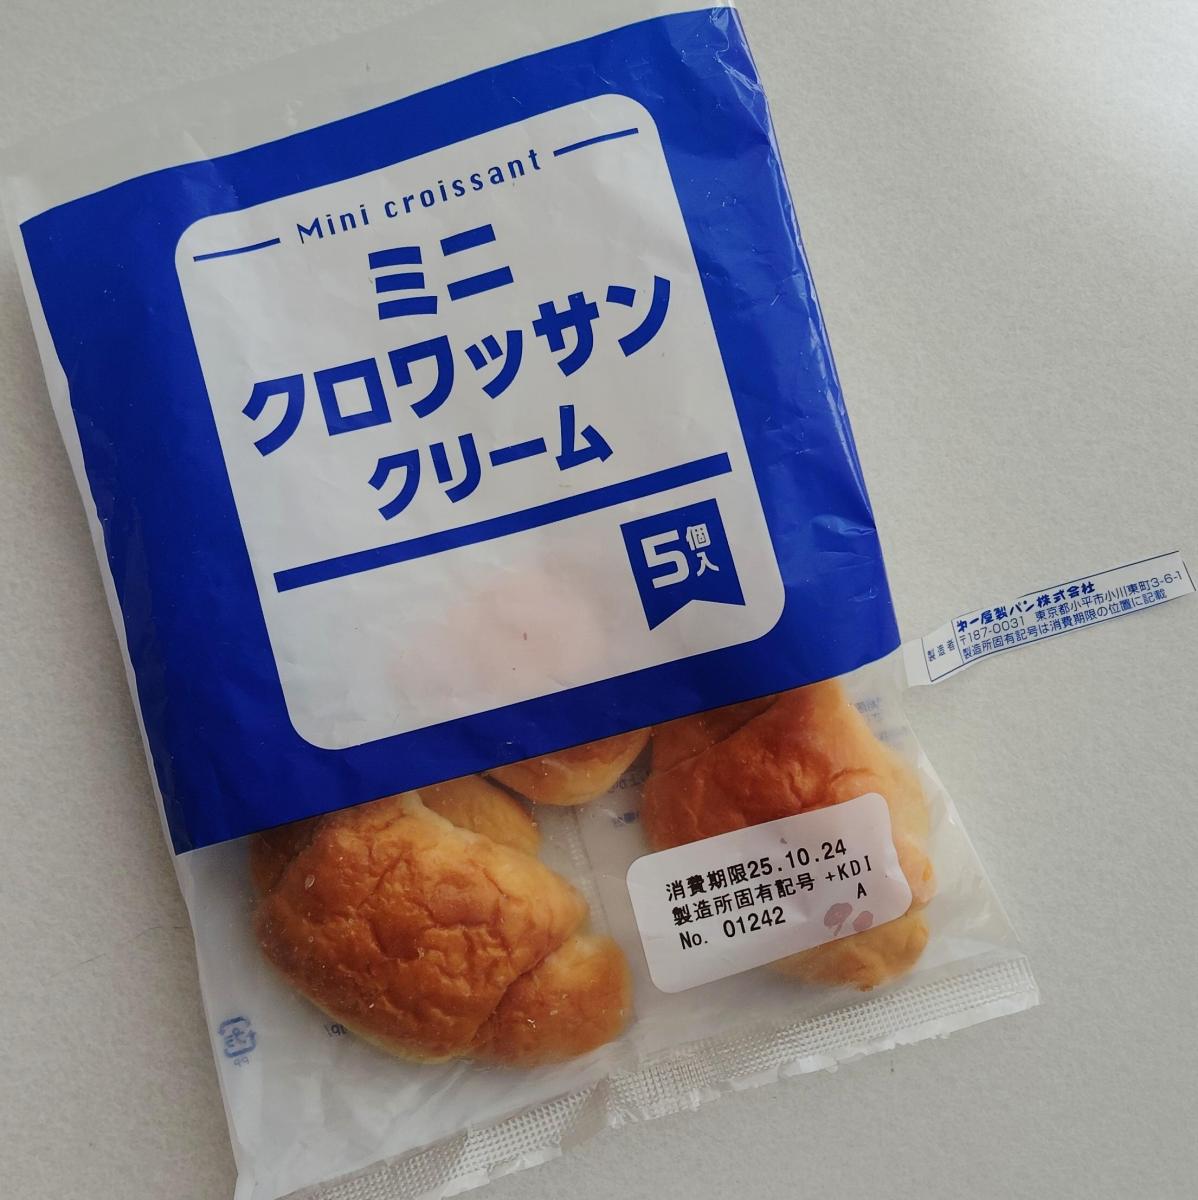 Mini croissant
ミニ
クロワッサン
クリーム
5個入
製造者
第一屋製パン株式会社
〒187-0031 東京都小平市小川東町3-6-1
製造所固有記号は消費期限の位置に記載
消費期限25.10.24
製造所固有記号 +KDI
A
No. 01242
プラ
PP